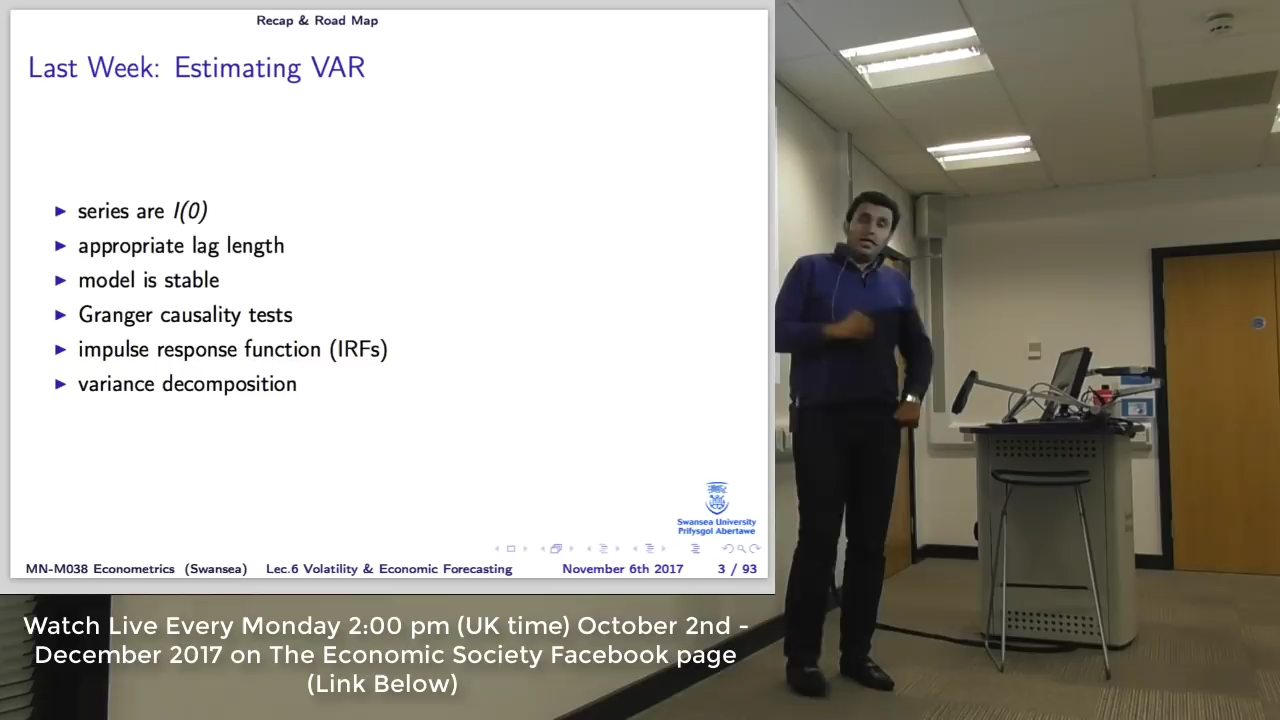 Recap & Road Map
Last Week: Estimating VAR
▶ series are I(0)
▶ appropriate lag length
▶ model is stable
▶ Granger causality tests
▶ impulse response function (IRFs)
▶ variance decomposition
Swansea University
Prifysgol Abertawe
MN-M038 Econometrics (Swansea) Lec.6 Volatility & Economic Forecasting November 6th 2017 3 / 93
Watch Live Every Monday 2:00 pm (UK time) October 2nd -
December 2017 on The Economic Society Facebook page
(Link Below)